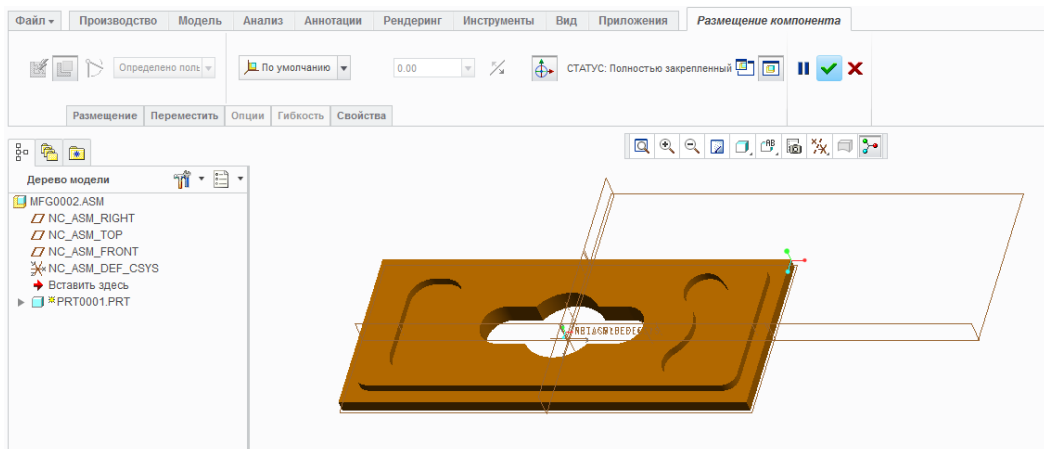 Файл Производство Модель Анализ Аннотации Рендеринг Инструменты Вид Приложения Размещение компонента
Определено поль По умолчанию 0.00 СТАТУС: Полностью закрепленный
Размещение Переместить Опции Гибкость Свойства
Дерево модели
MFG0002.ASM
NC_ASM_RIGHT
NC_ASM_TOP
NC_ASM_FRONT
NC_ASM_DEF_CSYS
Вставить здесь
PRT0001.PRT